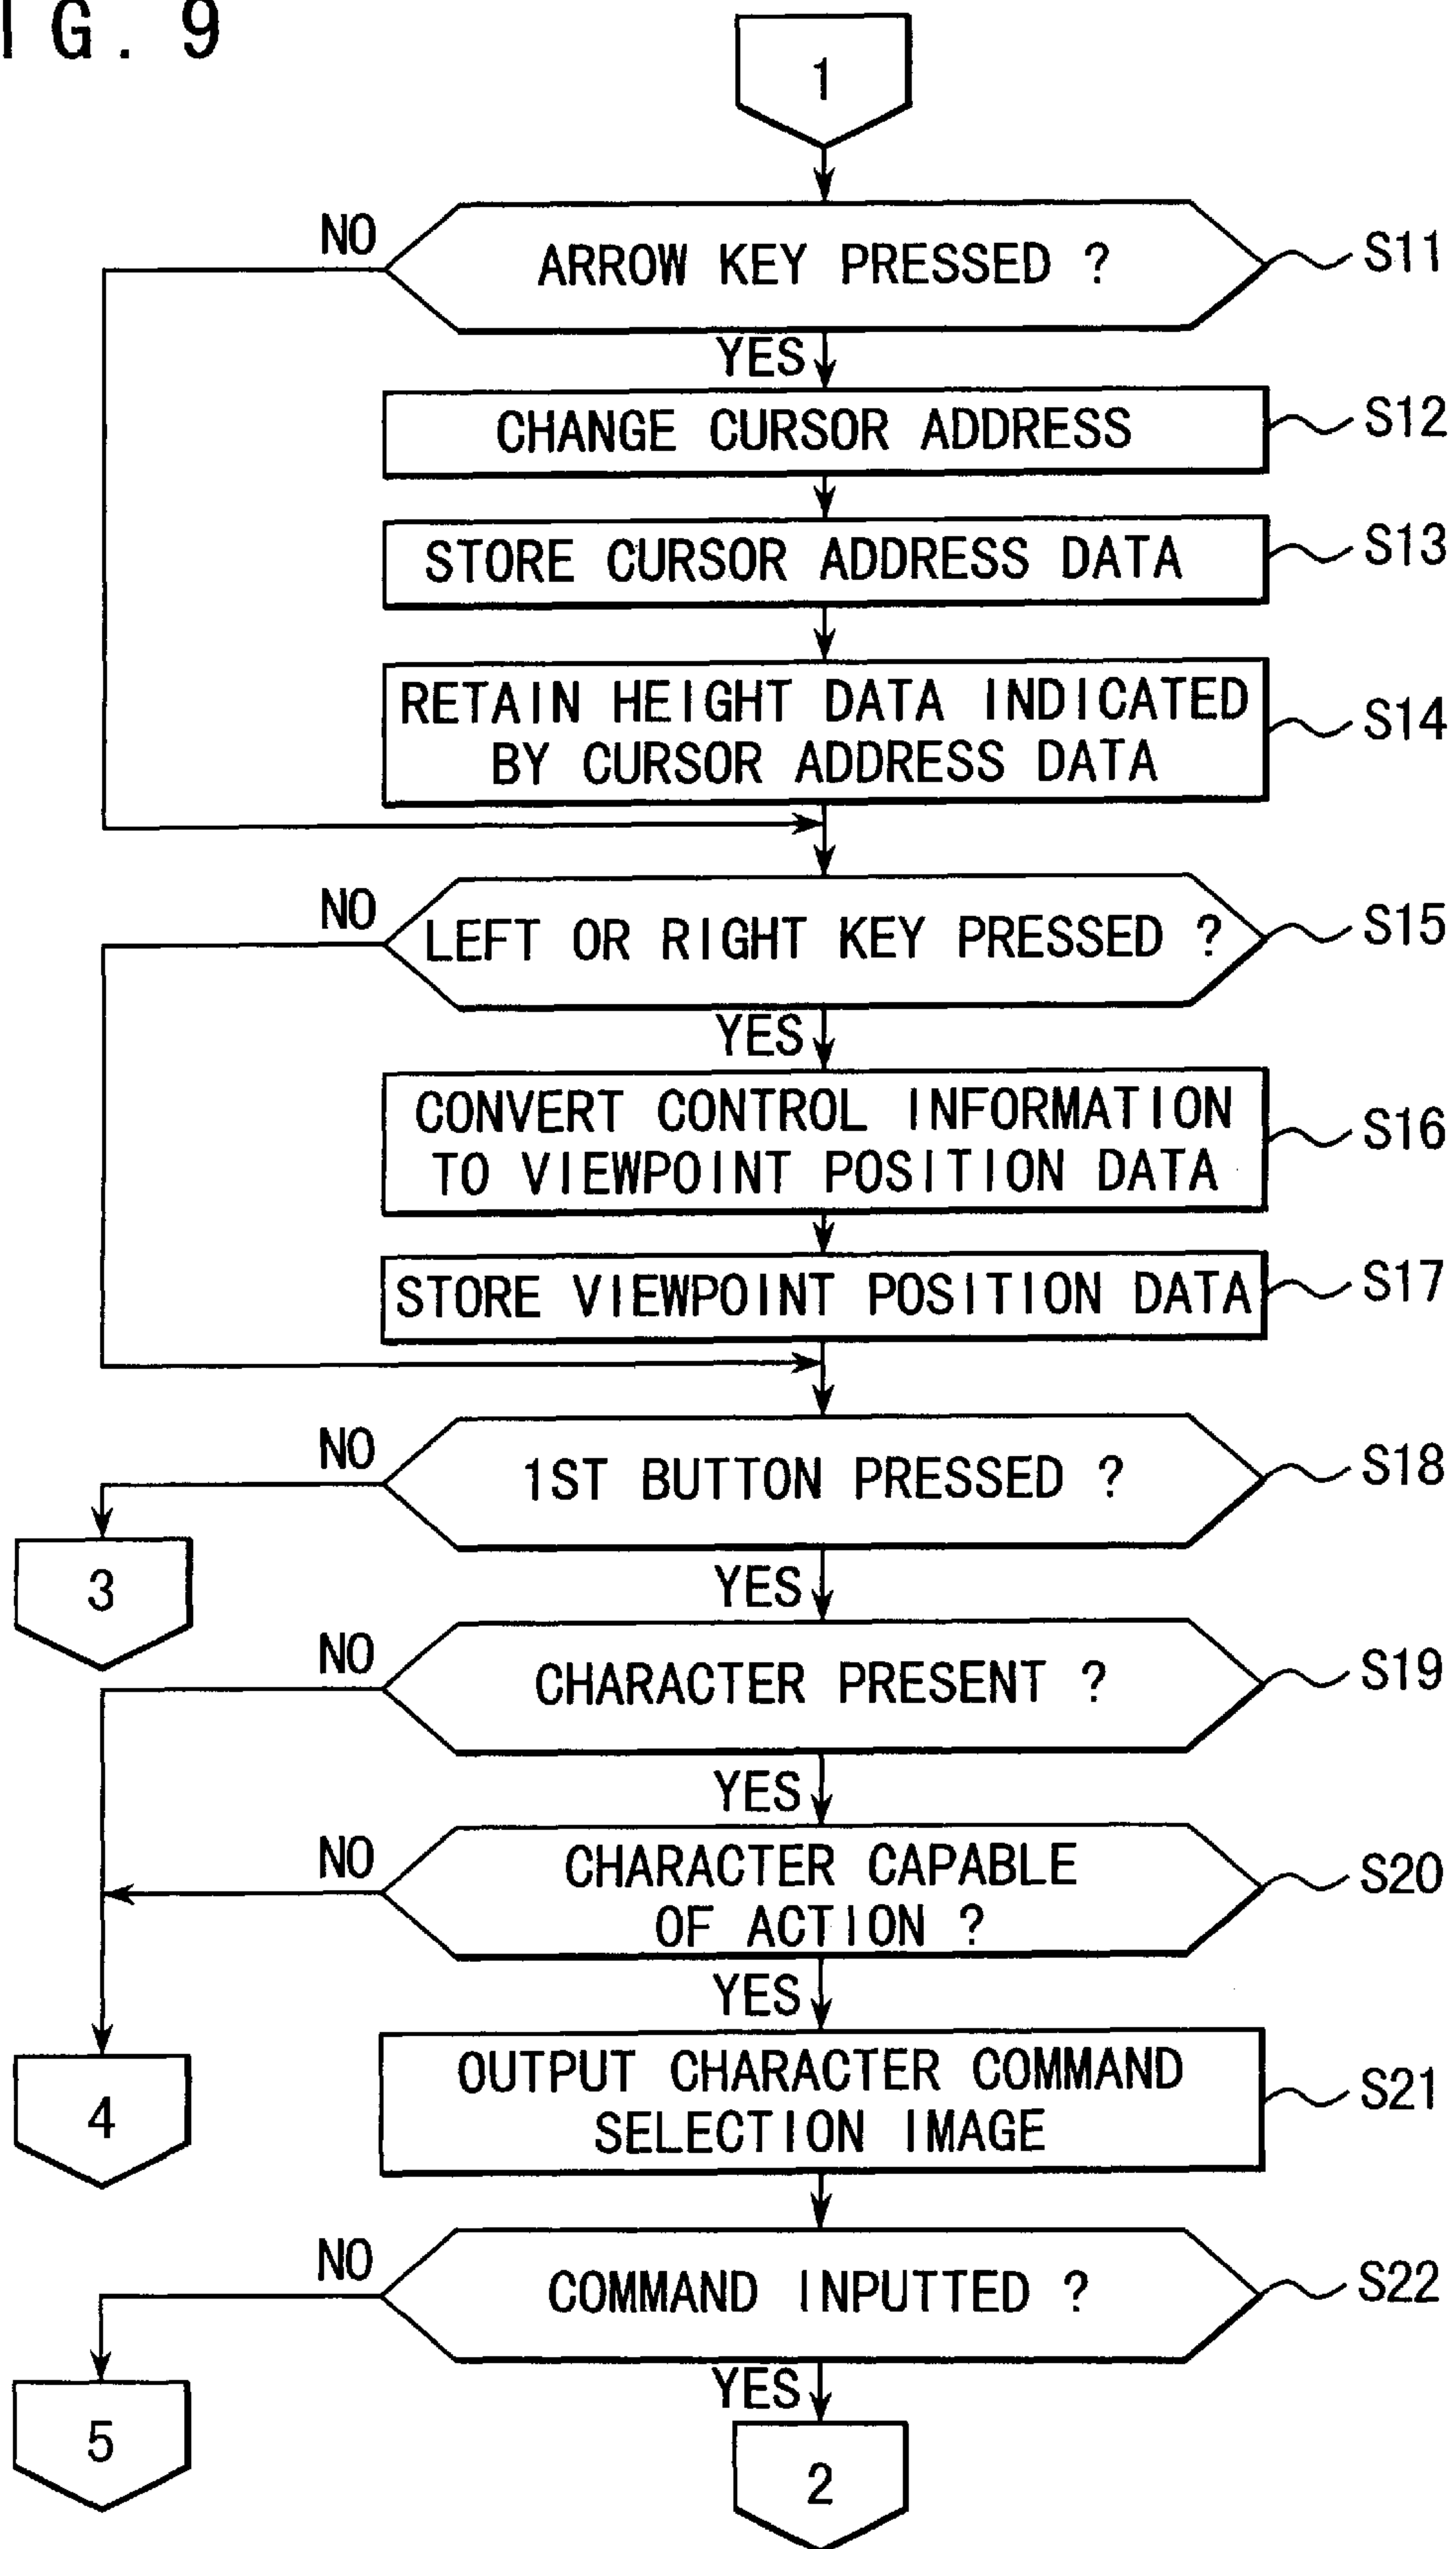 IG. 9
1
NO
ARROW KEY PRESSED ?
S11
YES
CHANGE CURSOR ADDRESS
S12
STORE CURSOR ADDRESS DATA
S13
RETAIN HEIGHT DATA INDICATED
BY CURSOR ADDRESS DATA
S14
NO
LEFT OR RIGHT KEY PRESSED ?
S15
YES
CONVERT CONTROL INFORMATION
TO VIEWPOINT POSITION DATA
S16
STORE VIEWPOINT POSITION DATA
S17
NO
1ST BUTTON PRESSED ?
S18
3
YES
NO
CHARACTER PRESENT ?
S19
YES
NO
CHARACTER CAPABLE
OF ACTION ?
S20
YES
4
OUTPUT CHARACTER COMMAND
SELECTION IMAGE
S21
NO
COMMAND INPUTTED ?
S22
YES
5
2